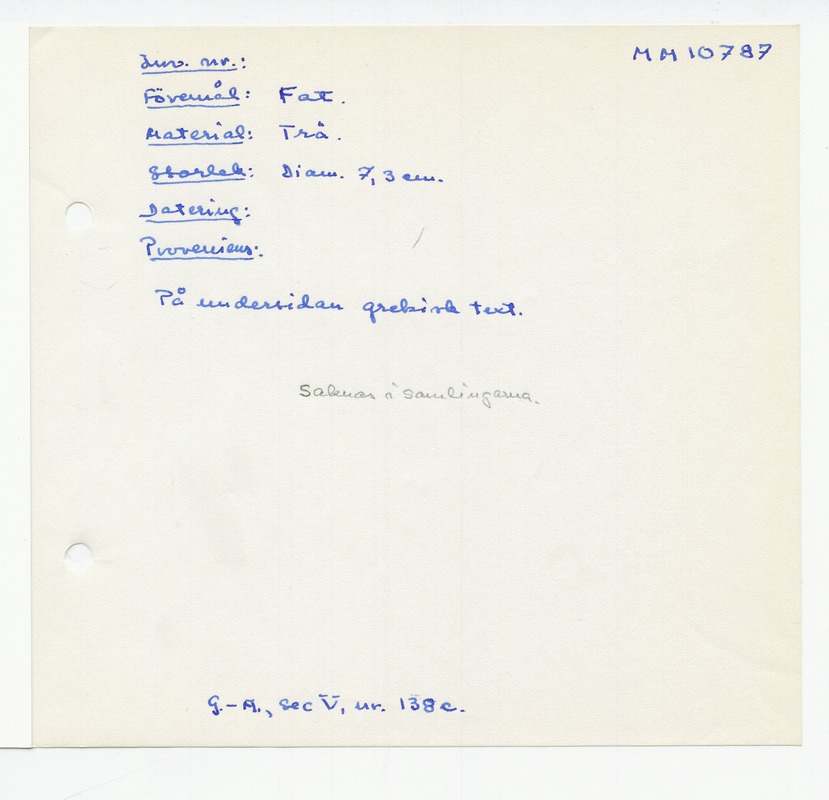 MM 10787
Inv. nr.:
Föremål: Fat.
Material: Trä.
Storlek: Diam. 7,3 cm.
Datering:
Proveniens:
På undersidan grekisk text.
Saknas i samlingarna.
G.-A., sec V, nr. 138c.